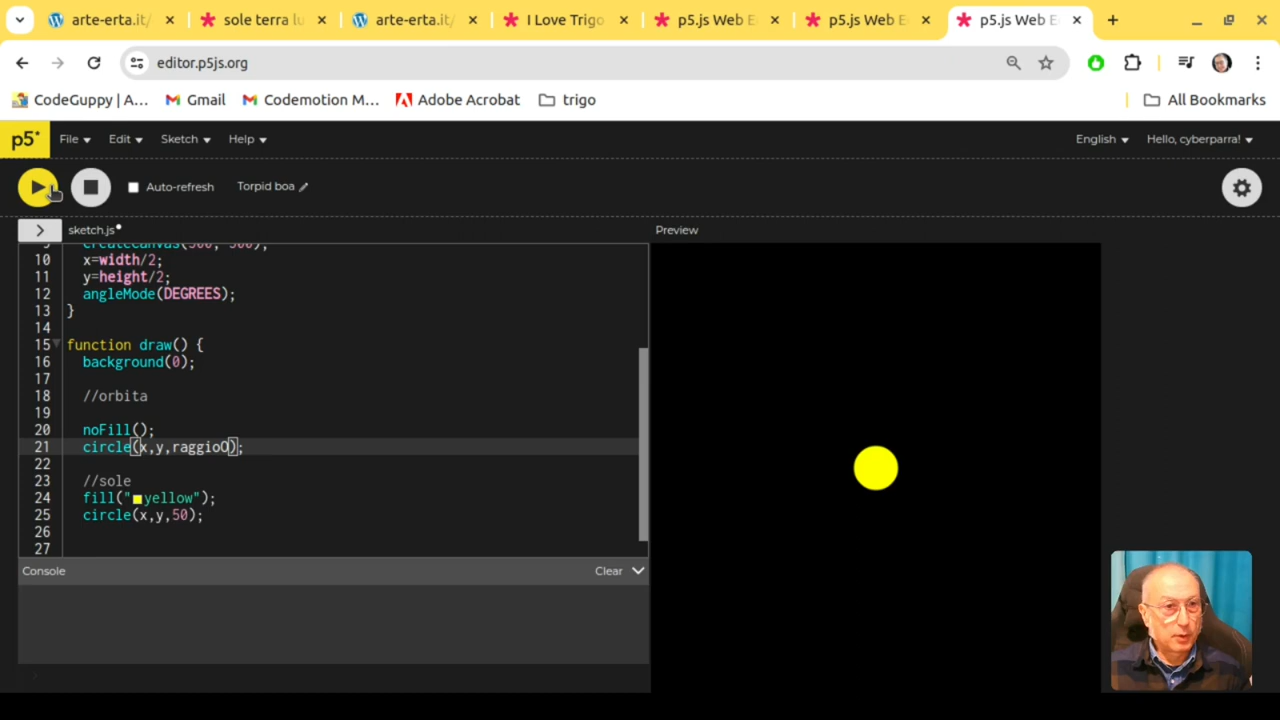 arte-erta.it/
sole terra lu
arte-erta.it/
I Love Trigo
p5.js Web E
p5.js Web E
p5.js Web E
editor.p5js.org
CodeGuppy | A...
Gmail
Codemotion M...
Adobe Acrobat
trigo
All Bookmarks
p5*
File
Edit
Sketch
Help
English
Hello, cyberparra!
Auto-refresh
Torpid boa
sketch.js
Preview
9 createCanvas(500, 500);
10 x=width/2;
11 y=height/2;
12 angleMode(DEGREES);
13 }
14
15 function draw() {
16 background(0);
17
18 //orbita
19
20 noFill();
21 circle(x,y,raggioO);
22
23 //sole
24 fill("yellow");
25 circle(x,y,50);
26
27
Console
Clear